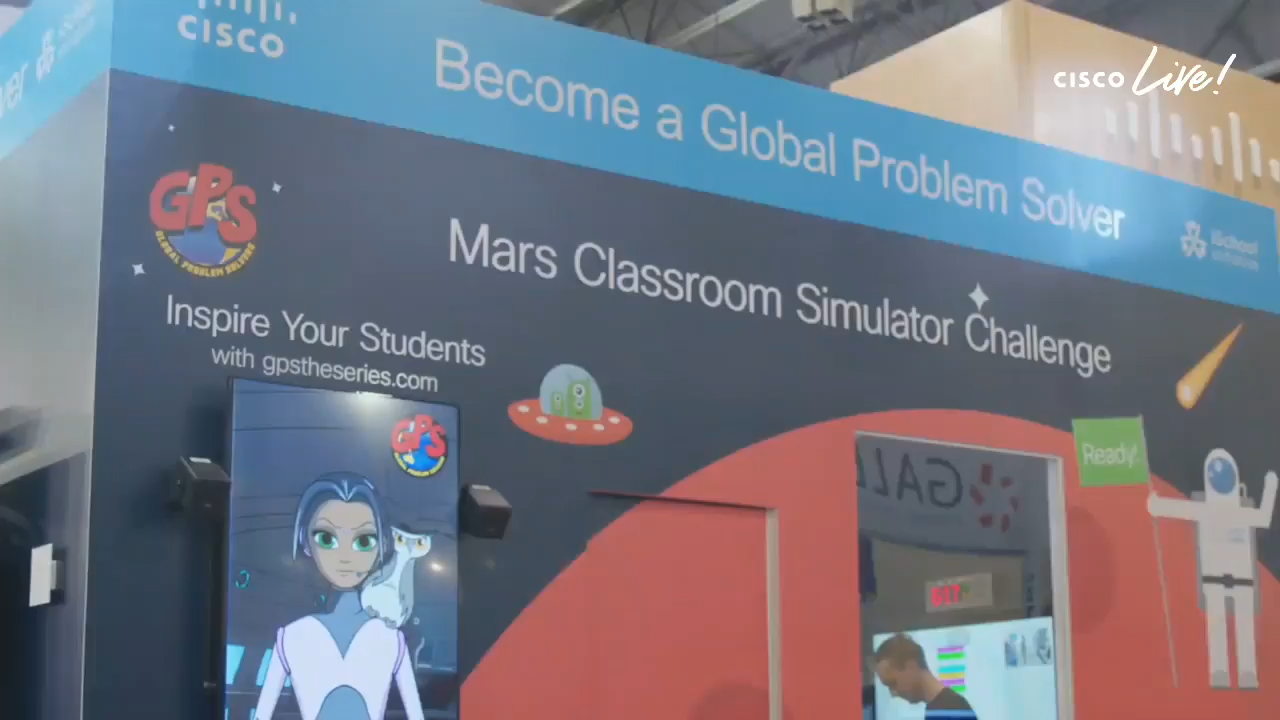 CISCO
Become a Global Problem Solver
CISCO Live!
GPS
GLOBAL PROBLEM SOLVERS
Mars Classroom Simulator Challenge
Inspire Your Students
with gpstheseries.com
GPS
Ready!
GALL